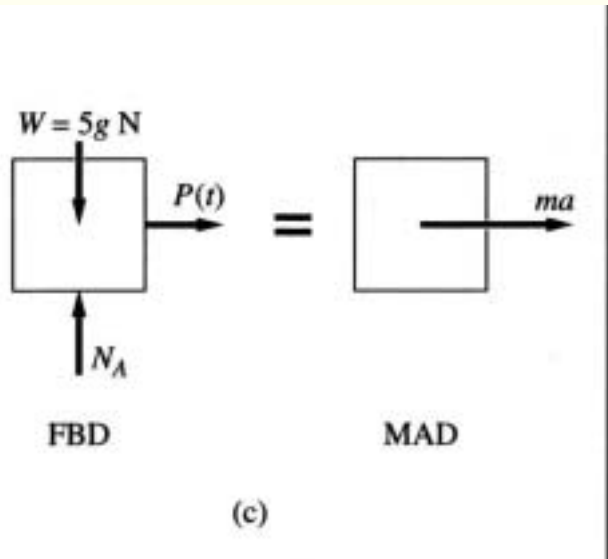 W = 5g N
P(t)
=
ma
N_A
FBD
MAD
(c)